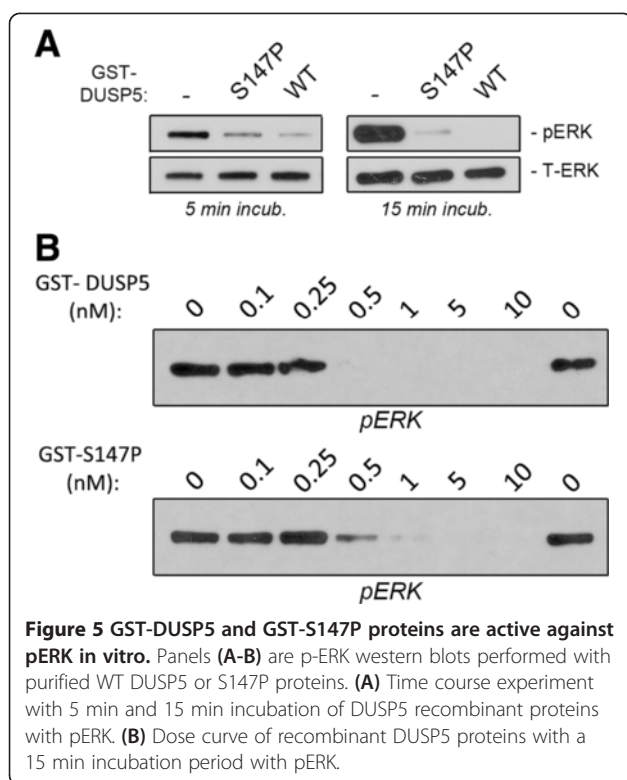 A
GST-
DUSP5:
- S147P WT
- S147P WT
- pERK
- T-ERK
5 min incub.
15 min incub.
B
GST- DUSP5
(nM):
0 0.1 0.25 0.5 1 5 10 0
pERK
GST-S147P
(nM):
0 0.1 0.25 0.5 1 5 10 0
pERK
Figure 5 GST-DUSP5 and GST-S147P proteins are active against
pERK in vitro. Panels (A-B) are p-ERK western blots performed with
purified WT DUSP5 or S147P proteins. (A) Time course experiment
with 5 min and 15 min incubation of DUSP5 recombinant proteins
with pERK. (B) Dose curve of recombinant DUSP5 proteins with a
15 min incubation period with pERK.